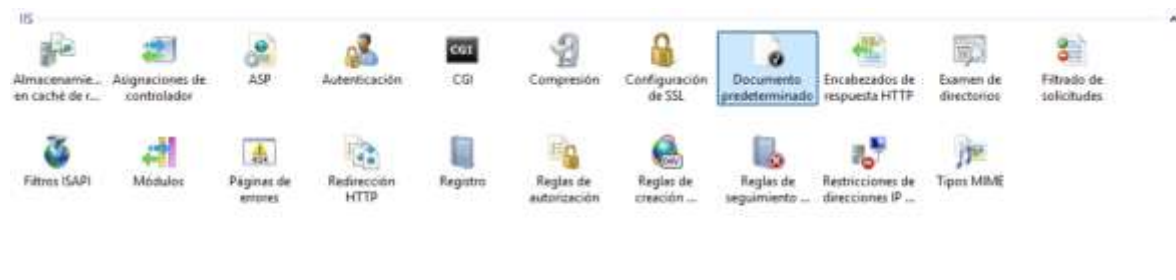 IIS
Almacenamie... Asignaciones de ASP Autenticación CGI Compresión Configuración Documento Encabezados de Examen de Filtrado de
en caché de r... controlador de SSL predeterminado respuesta HTTP directorios solicitudes
Filtros ISAPI Módulos Páginas de Redirección Registro Reglas de Reglas de Reglas de Restricciones de Tipos MIME
errores HTTP autorización creación ... seguimiento ... direcciones IP ...